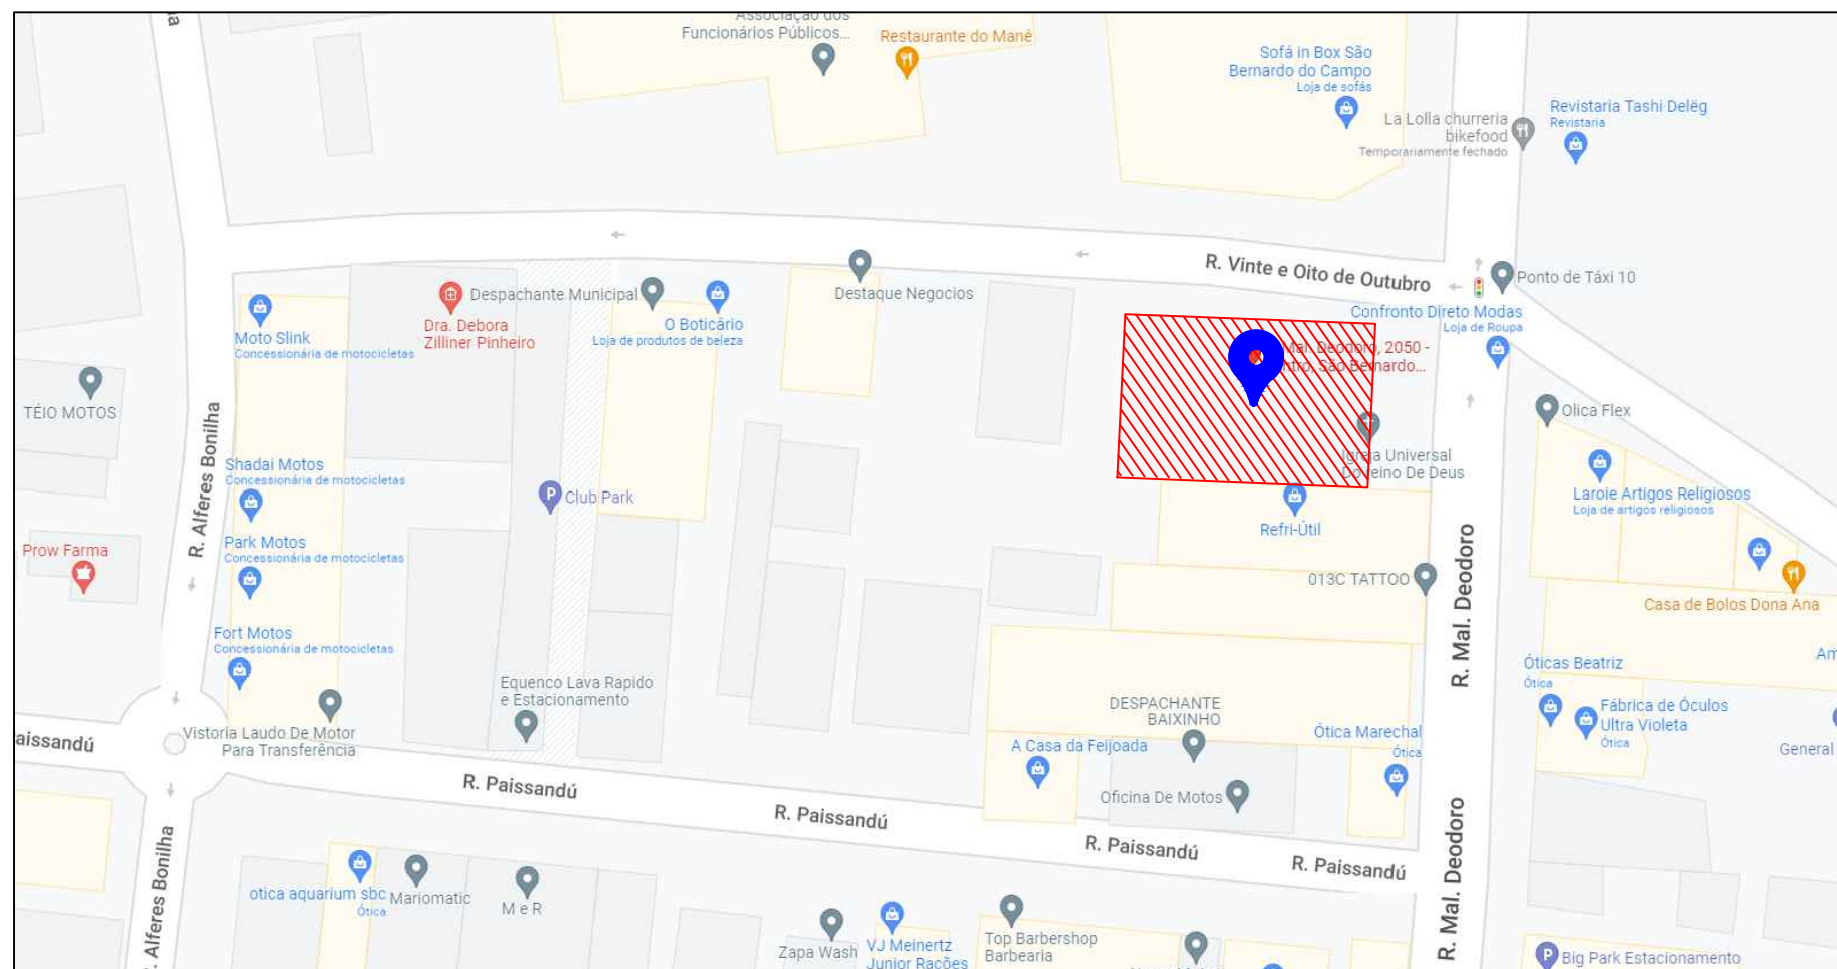 Associação dos
Funcionários Públicos...
Restaurante do Mané
Sofá in Box São
Bernardo do Campo
Loja de sofás
La Lolla churreria
bikefood
Temporariamente fechado
Revistaria Tashi Delëg
Revistaria
R. Vinte e Oito de Outubro
Ponto de Táxi 10
Confronto Direto Modas
Loja de Roupa
Mal. Deodoro, 2050 -
ntro, São Bernardo...
Igreja Universal
Do reino De Deus
Refri-Útil
013C TATTOO
Olica Flex
Laroie Artigos Religiosos
Loja de artigos religiosos
Casa de Bolos Dona Ana
Destaque Negocios
Despachante Municipal
O Boticário
Loja de produtos de beleza
Dra. Debora
Zilliner Pinheiro
Moto Slink
Concessionária de motocicletas
TÉIO MOTOS
R. Alferes Bonilha
Shadai Motos
Concessionária de motocicletas
P Club Park
Prow Farma
Park Motos
Concessionária de motocicletas
Fort Motos
Concessionária de motocicletas
Equenco Lava Rapido
e Estacionamento
Vistoria Laudo De Motor
Para Transferência
aissandú
R. Paissandú
R. Paissandú
R. Paissandú
R. Paissandú
A Casa da Feijoada
DESPACHANTE
BAIXINHO
Oficina De Motos
Ótica Marechal
Ótica
R. Mal. Deodoro
R. Mal. Deodoro
Óticas Beatriz
Ótica
Fábrica de Óculos
Ultra Violeta
Ótica
Am
General
. Alferes Bonilha
otica aquarium sbc
Ótica
Mariomatic
M e R
Zapa Wash
VJ Meinertz
Junior Rações
Top Barbershop
Barbearia
P Big Park Estacionamento